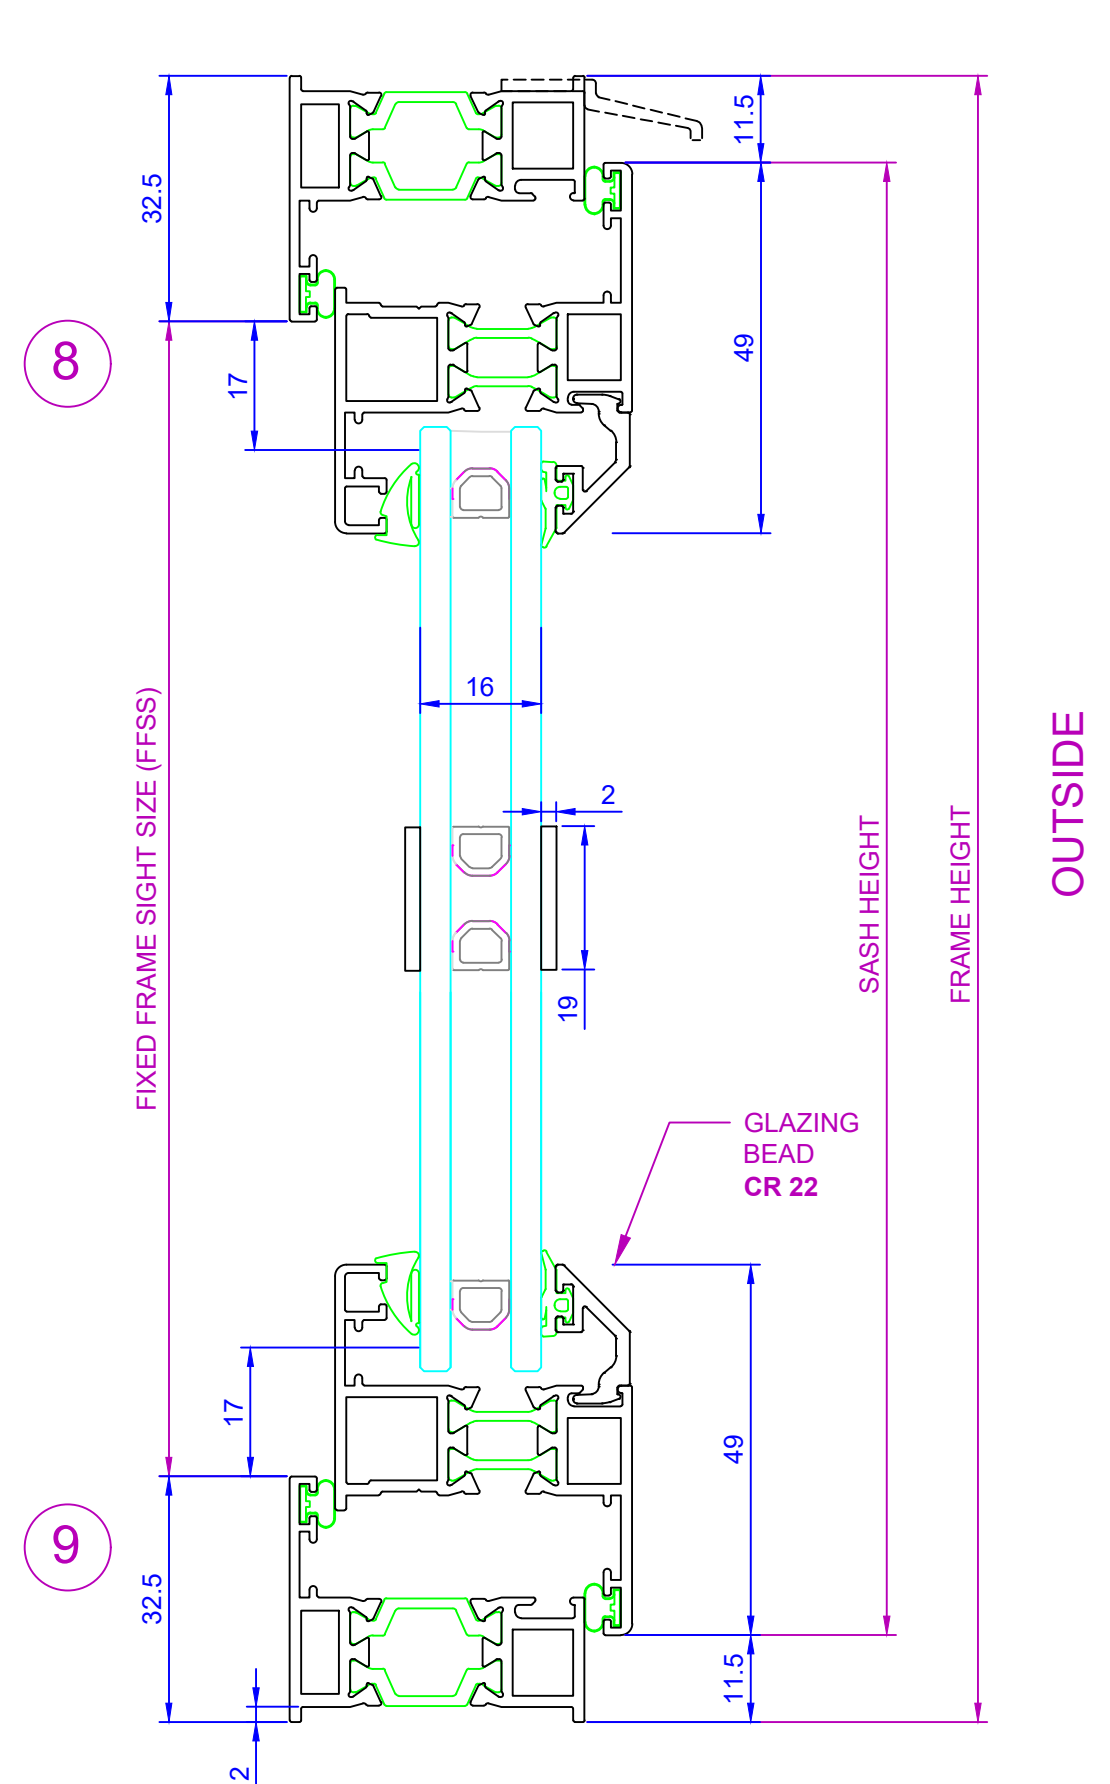 11.5
32.5
49
8
17
16
2
FIXED FRAME SIGHT SIZE (FFSS)
OUTSIDE
SASH HEIGHT
FRAME HEIGHT
19
GLAZING
BEAD
CR 22
17
49
9
32.5
11.5
2